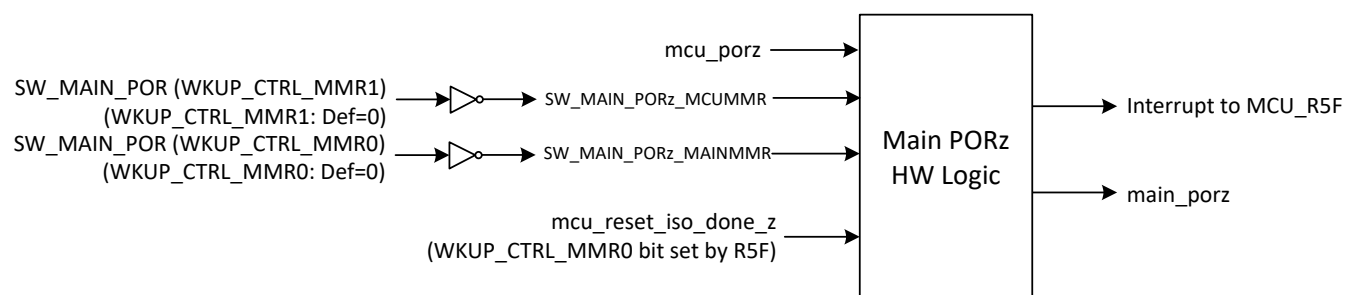 mcu_porz
SW_MAIN_POR (WKUP_CTRL_MMR1)
(WKUP_CTRL_MMR1: Def=0)
SW_MAIN_PORz_MCUMMR
SW_MAIN_POR (WKUP_CTRL_MMR0)
(WKUP_CTRL_MMR0: Def=0)
SW_MAIN_PORz_MAINMMR
mcu_reset_iso_done_z
(WKUP_CTRL_MMR0 bit set by R5F)
Main PORz
HW Logic
Interrupt to MCU_R5F
main_porz